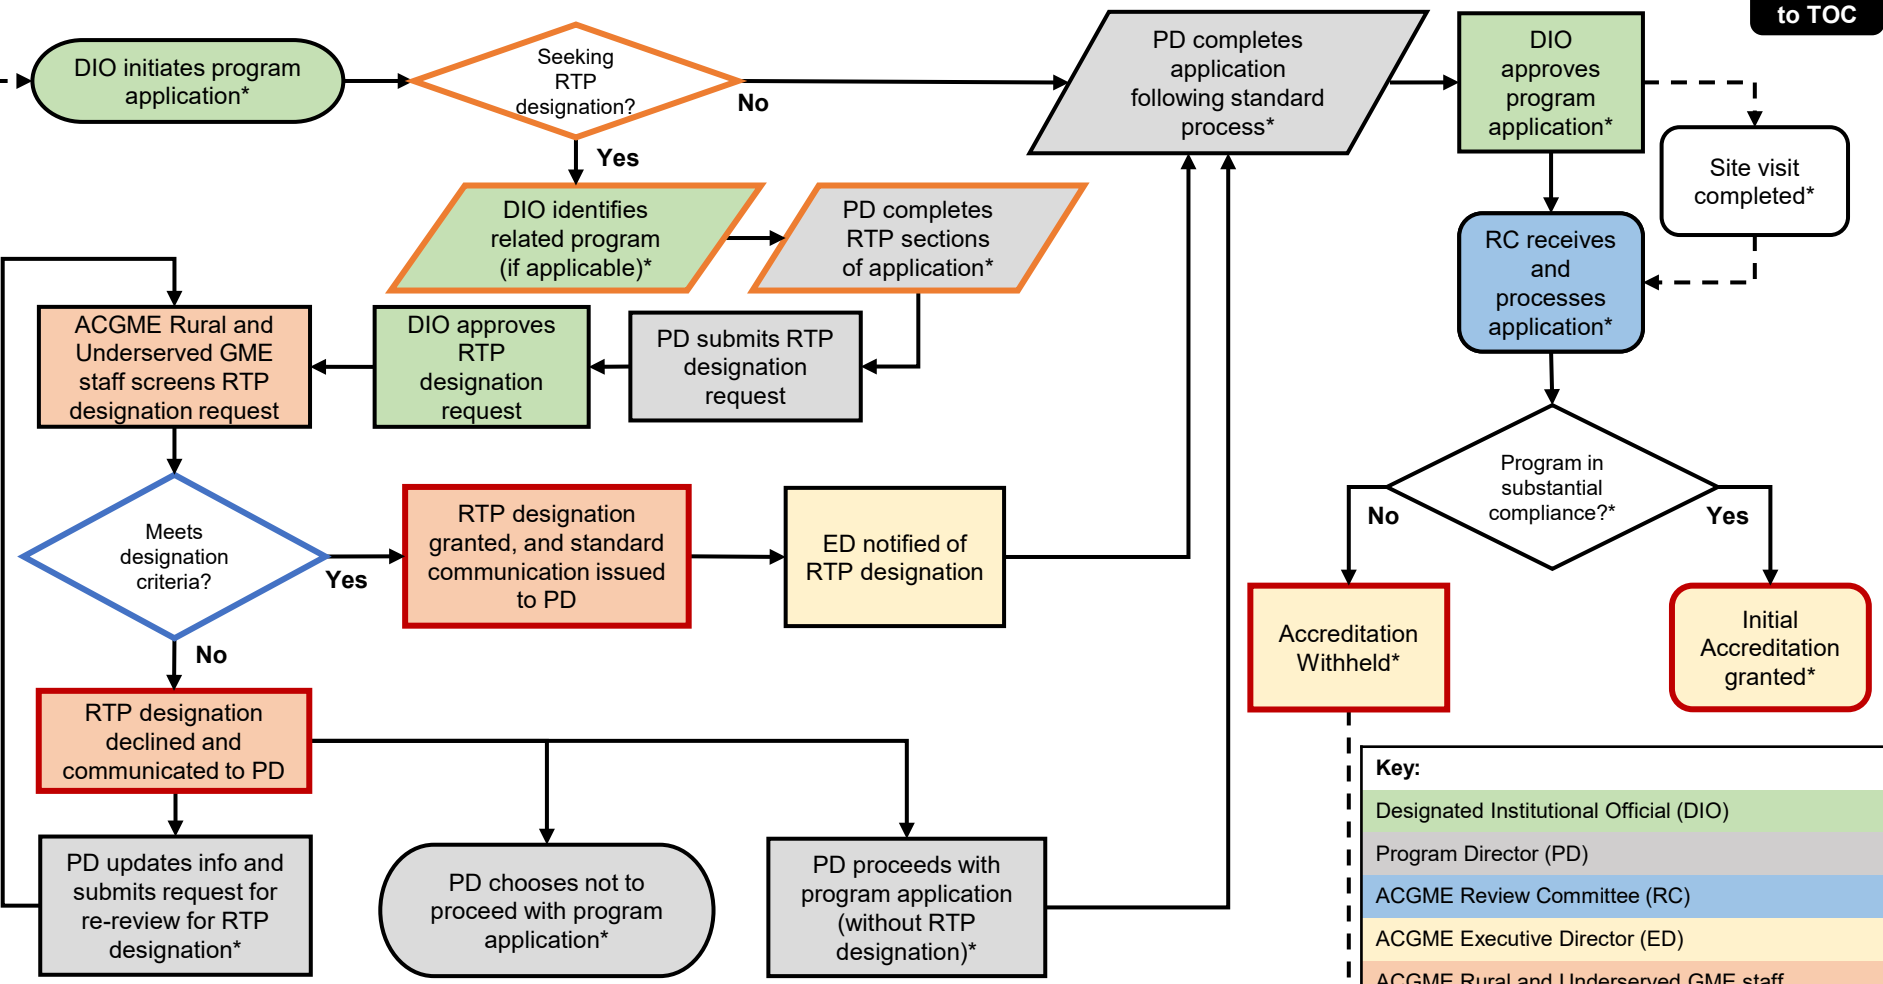 to TOC
DIO initiates program
application*
Seeking
RTP
designation?
No
Yes
PD completes
application
following standard
process*
DIO
approves
program
application*
Site visit
completed*
DIO identifies
related program
(if applicable)*
PD completes
RTP sections
of application*
RC receives
and
processes
application*
ACGME Rural and
Underserved GME
staff screens RTP
designation request
DIO approves
RTP
designation
request
PD submits RTP
designation
request
Program in
substantial
compliance?*
No
Yes
Meets
designation
criteria?
Yes
No
RTP designation
granted, and standard
communication issued
to PD
ED notified of
RTP designation
Accreditation
Withheld*
Initial
Accreditation
granted*
RTP designation
declined and
communicated to PD
PD updates info and
submits request for
re-review for RTP
designation*
PD chooses not to
proceed with program
application*
PD proceeds with
program application
(without RTP
designation)*
Key:
Designated Institutional Official (DIO)
Program Director (PD)
ACGME Review Committee (RC)
ACGME Executive Director (ED)
ACGME Rural and Underserved GME staff